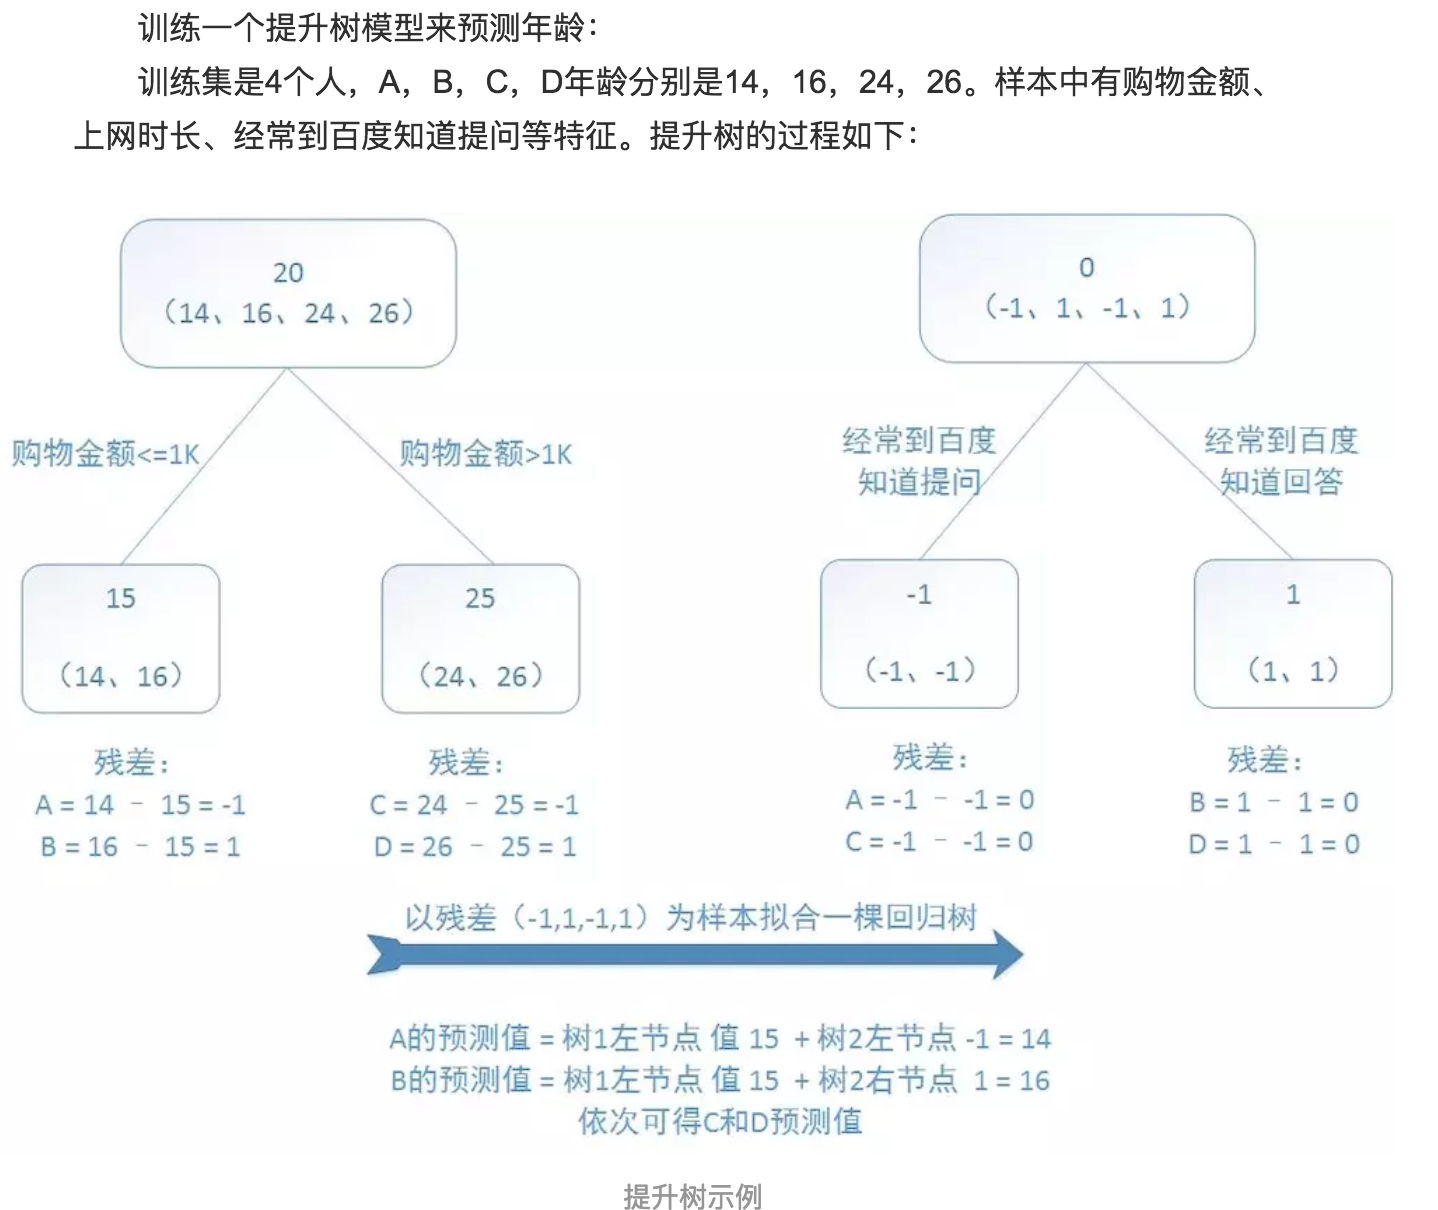 训练一个提升树模型来预测年龄：
训练集是4个人，A，B，C，D年龄分别是14，16，24，26。样本中有购物金额、
上网时长、经常到百度知道提问等特征。提升树的过程如下：
20
（14、16、24、26）
购物金额<=1K
购物金额>1K
15
（14、16）
25
（24、26）
残差：
A = 14 － 15 = -1
B = 16 － 15 = 1
残差：
C = 24 － 25 = -1
D = 26 － 25 = 1
0
（-1、1、-1、1）
经常到百度
知道提问
经常到百度
知道回答
-1
（-1、-1）
1
（1、1）
残差：
A = -1 － -1 = 0
C = -1 － -1 = 0
残差：
B = 1 － 1 = 0
D = 1 － 1 = 0
以残差（-1,1,-1,1）为样本拟合一棵回归树
A的预测值 = 树1左节点 值 15 + 树2左节点 -1 = 14
B的预测值 = 树1左节点 值 15 + 树2右节点 1 = 16
依次可得C和D预测值
提升树示例